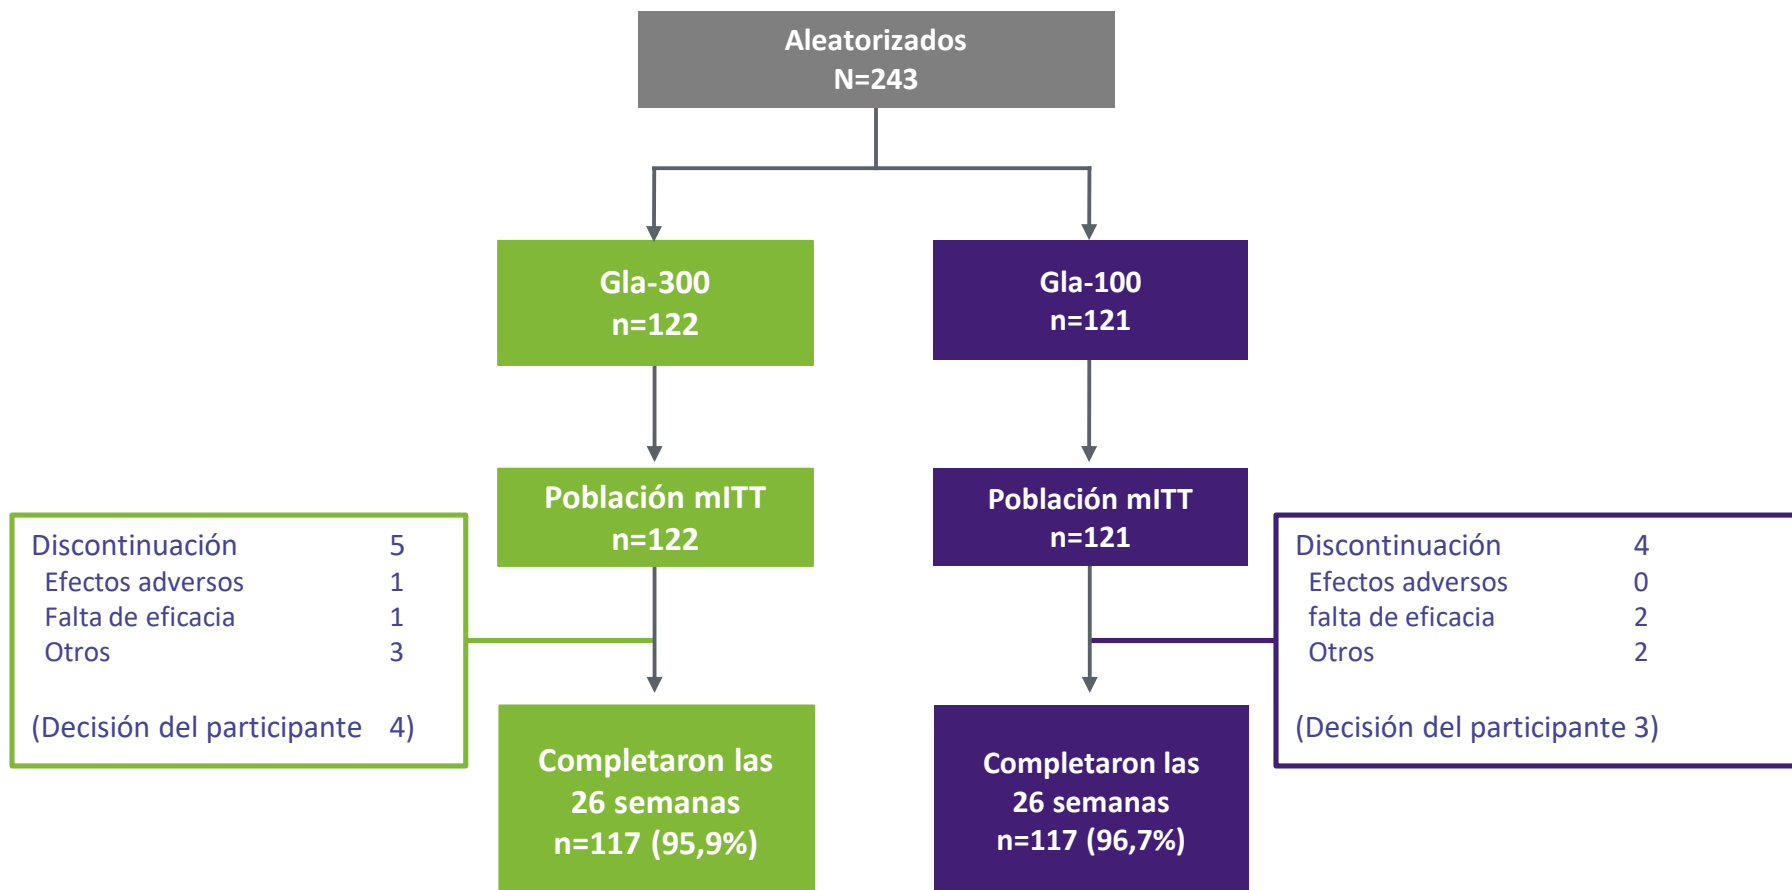 Aleatorizados
N=243
Gla-300
n=122
Gla-100
n=121
Población mITT
n=122
Población mITT
n=121
Discontinuación 5
Efectos adversos 1
Falta de eficacia 1
Otros 3
(Decisión del participante 4)
Discontinuación 4
Efectos adversos 0
falta de eficacia 2
Otros 2
(Decisión del participante 3)
Completaron las
26 semanas
n=117 (95,9%)
Completaron las
26 semanas
n=117 (96,7%)